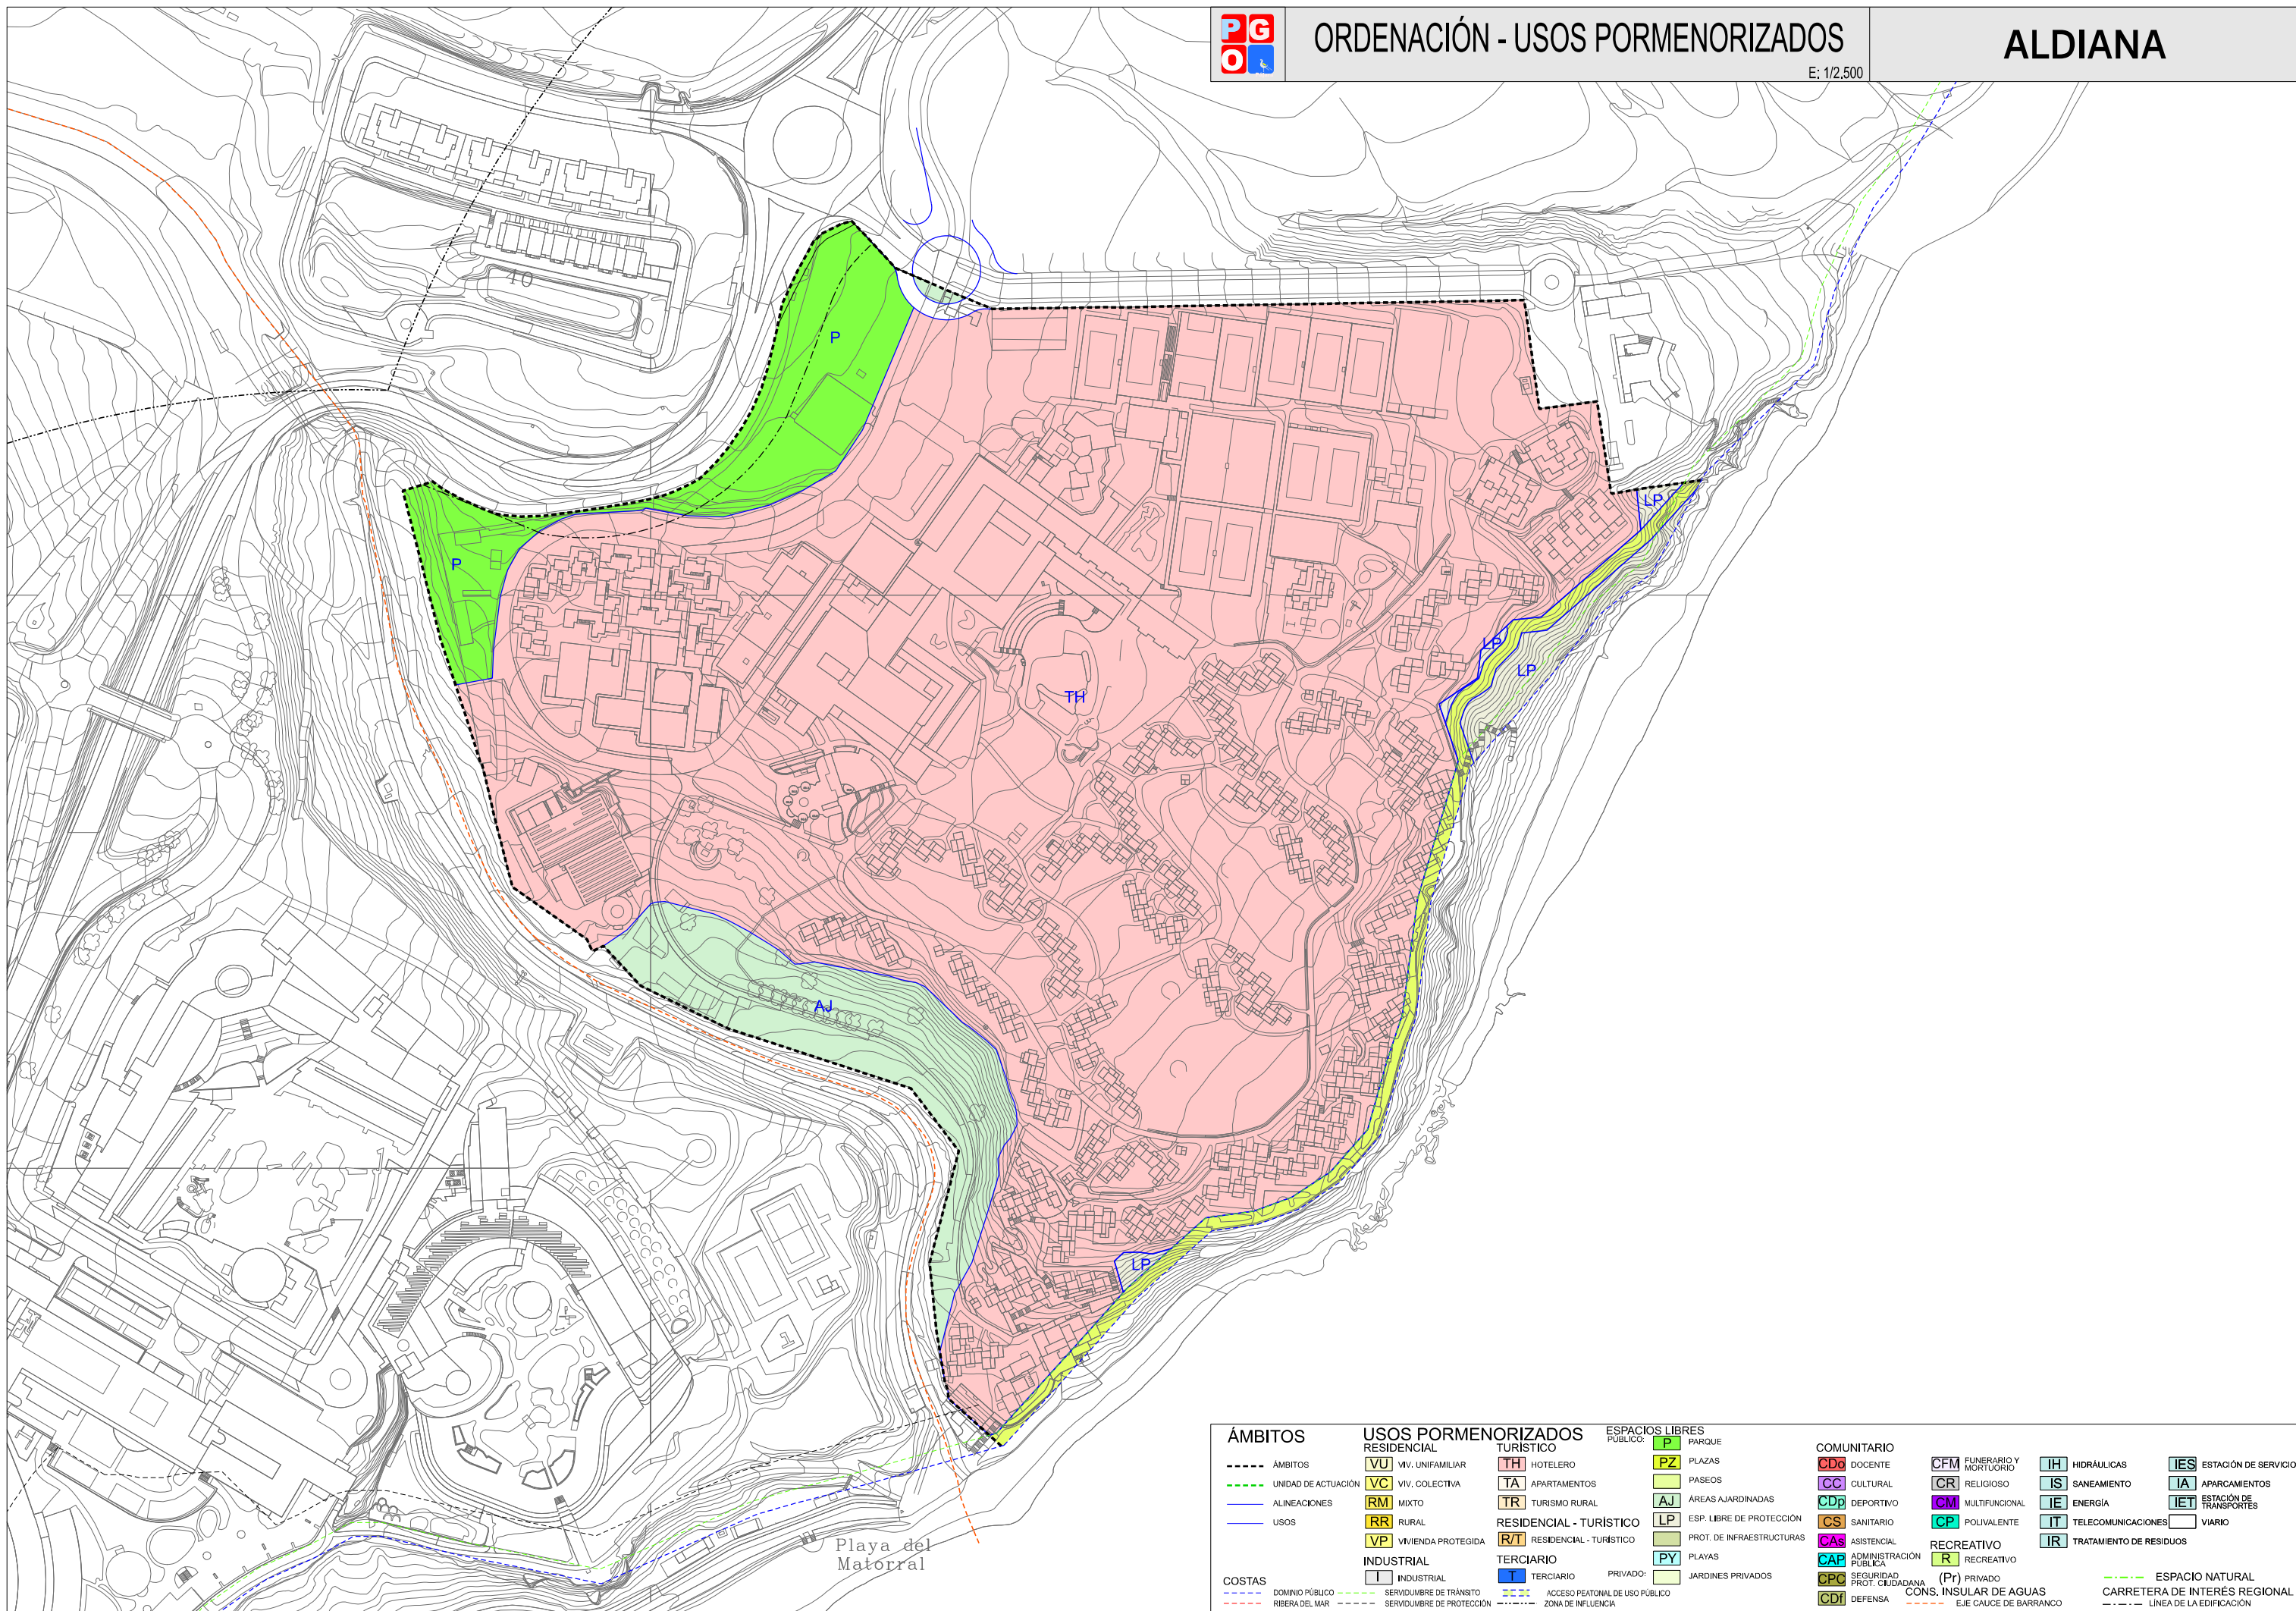 PG
O
ORDENACIÓN - USOS PORMENORIZADOS
E: 1/2.500
ALDIANA
40
P
P
LP
LP
LP
TH
AJ
LP
1
Playa del
Matorral
ÁMBITOS
ÁMBITOS
UNIDAD DE ACTUACIÓN
ALINEACIONES
USOS
COSTAS
DOMINIO PÚBLICO
RIBERA DEL MAR
SERVIDUMBRE DE TRÁNSITO
SERVIDUMBRE DE PROTECCIÓN
ACCESO PEATONAL DE USO PÚBLICO
ZONA DE INFLUENCIA
USOS PORMENORIZADOS
RESIDENCIAL
VU VIV. UNIFAMILIAR
VC VIV. COLECTIVA
RM MIXTO
RR RURAL
VP VIVIENDA PROTEGIDA
INDUSTRIAL
I INDUSTRIAL
TURÍSTICO
TH HOTELERO
TA APARTAMENTOS
TR TURISMO RURAL
RESIDENCIAL - TURÍSTICO
R/T RESIDENCIAL - TURÍSTICO
TERCIARIO
T TERCIARIO
ESPACIOS LIBRES
PÚBLICO:
P PARQUE
PZ PLAZAS
PASEOS
AJ ÁREAS AJARDINADAS
LP ESP. LIBRE DE PROTECCIÓN
PROT. DE INFRAESTRUCTURAS
PY PLAYAS
PRIVADO:
JARDINES PRIVADOS
COMUNITARIO
CDo DOCENTE
CC CULTURAL
CDp DEPORTIVO
CS SANITARIO
CAs ASISTENCIAL
CAP ADMINISTRACIÓN PÚBLICA
CPC SEGURIDAD PROT. CIUDADANA
CDf DEFENSA
CFM FUNERARIO Y MORTUORIO
CR RELIGIOSO
CM MULTIFUNCIONAL
CP POLIVALENTE
RECREATIVO
R RECREATIVO
(Pr) PRIVADO
CONS. INSULAR DE AGUAS
EJE CAUCE DE BARRANCO
IH HIDRÁULICAS
IS SANEAMIENTO
IE ENERGÍA
IT TELECOMUNICACIONES
IR TRATAMIENTO DE RESIDUOS
IES ESTACIÓN DE SERVICIO
IA APARCAMIENTOS
IET ESTACIÓN DE TRANSPORTES
VIARIO
ESPACIO NATURAL
CARRETERA DE INTERÉS REGIONAL
LÍNEA DE LA EDIFICACIÓN